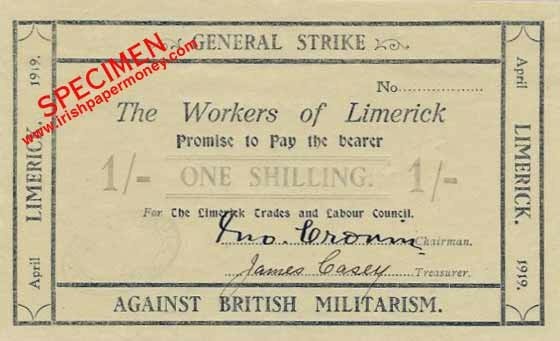 GENERAL STRIKE
SPECIMEN
www.irishpapermoney.com
No.
The Workers of Limerick
Promise to Pay the bearer
1/- ONE SHILLING. 1/-
For The Limerick Trades and Labour Council.
Jno. Cronin Chairman.
James Casey Treasurer.
AGAINST BRITISH MILITARISM.
April LIMERICK. 1919.
April LIMERICK. 1919.